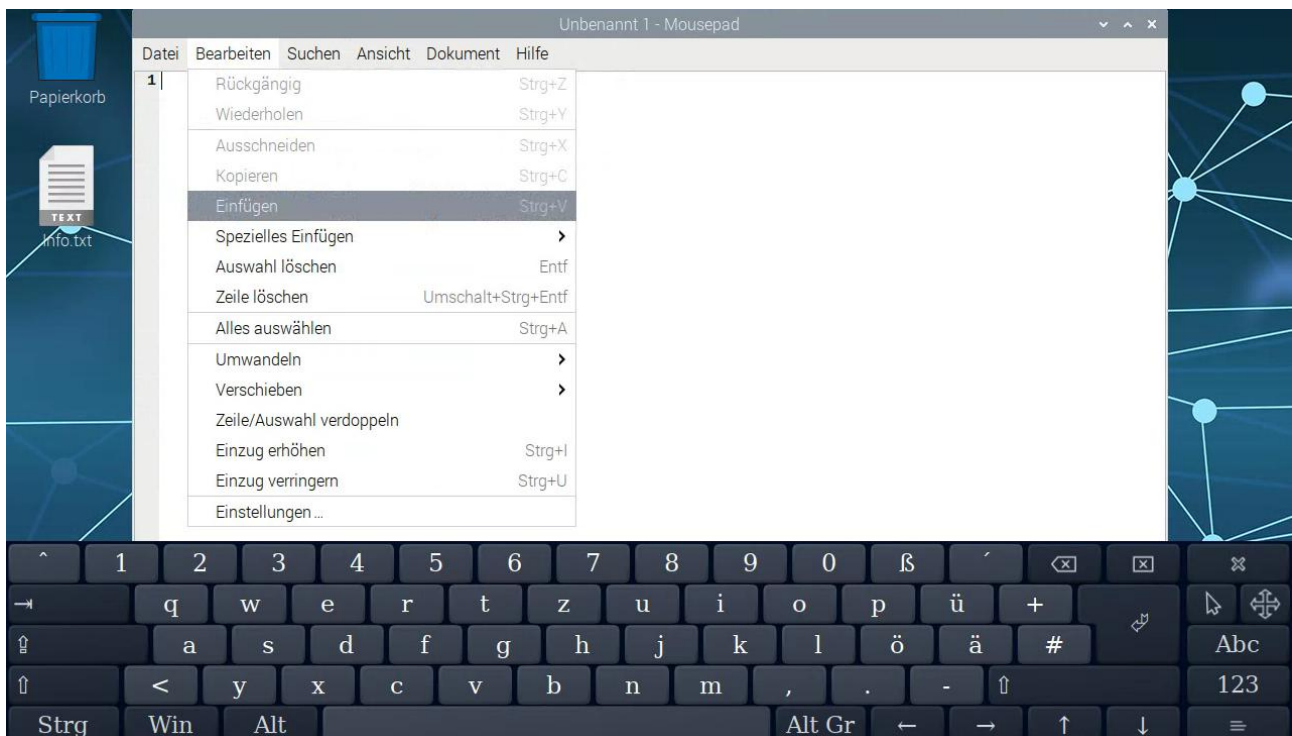 Unbenannt 1 - Mousepad
Datei Bearbeiten Suchen Ansicht Dokument Hilfe
Papierkorb
TEXT
Info.txt
1
Rückgängig Strg+Z
Wiederholen Strg+Y
Ausschneiden Strg+X
Kopieren Strg+C
Einfügen Strg+V
Spezielles Einfügen
Auswahl löschen Entf
Zeile löschen Umschalt+Strg+Entf
Alles auswählen Strg+A
Umwandeln
Verschieben
Zeile/Auswahl verdoppeln
Einzug erhöhen Strg+I
Einzug verringern Strg+U
Einstellungen ...
^ 1 2 3 4 5 6 7 8 9 0 ß ´
q w e r t z u i o p ü +
a s d f g h j k l ö ä # Abc
< y x c v b n m , . - 123
Strg Win Alt Alt Gr ← → ↑ ↓